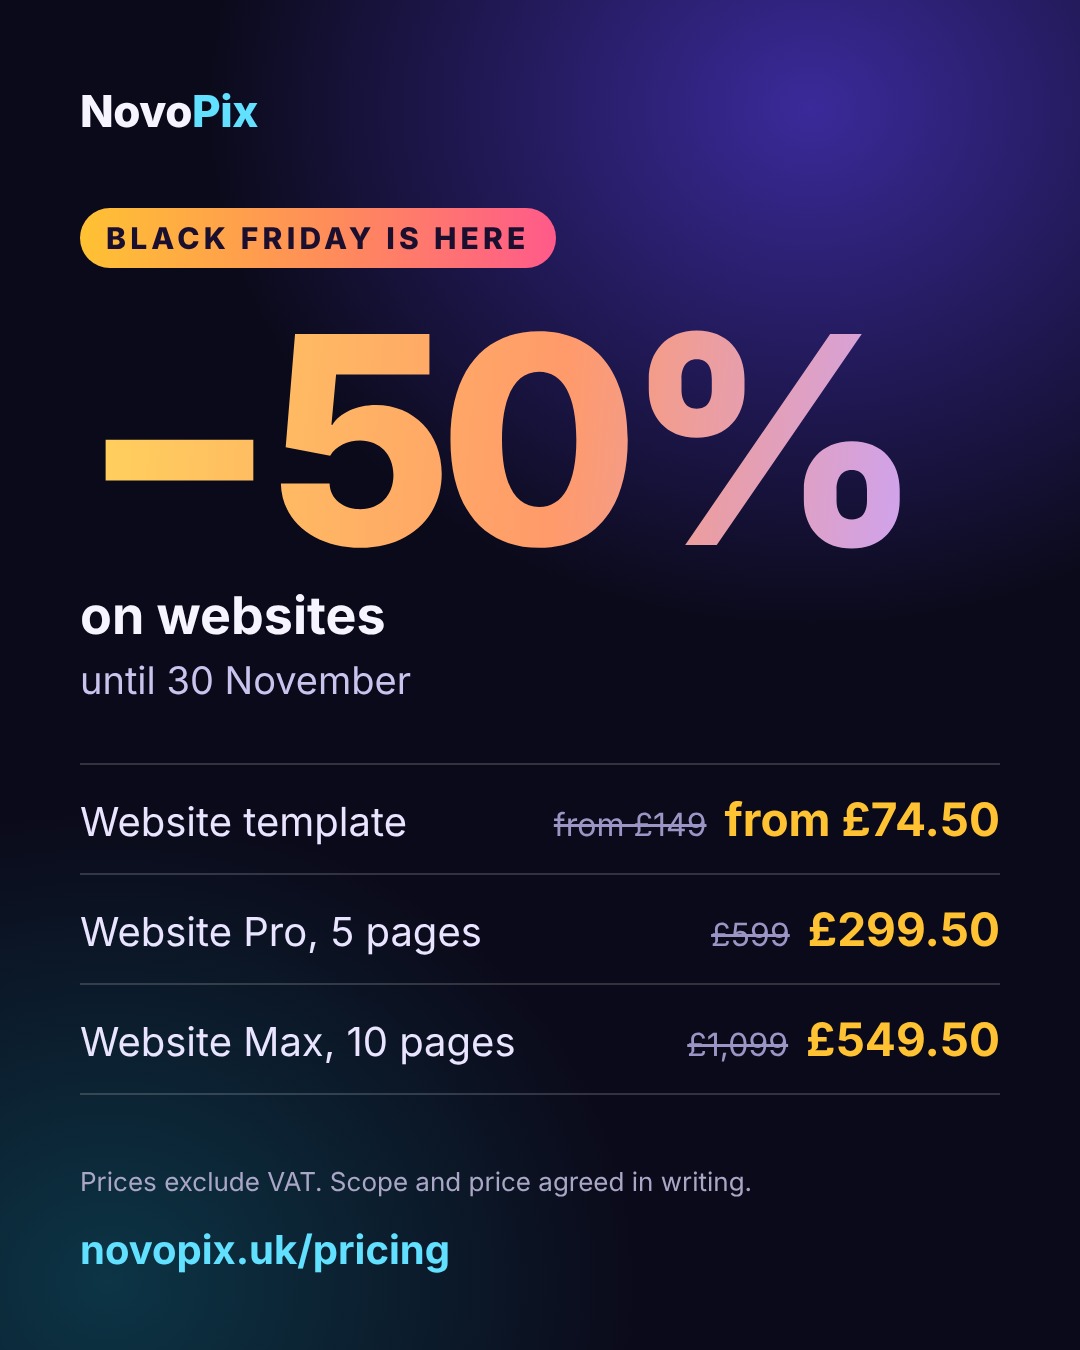 NovoPix
BLACK FRIDAY IS HERE
–50%
on websites
until 30 November
Website template from £149 from £74.50
Website Pro, 5 pages £599 £299.50
Website Max, 10 pages £1,099 £549.50
Prices exclude VAT. Scope and price agreed in writing.
novopix.uk/pricing